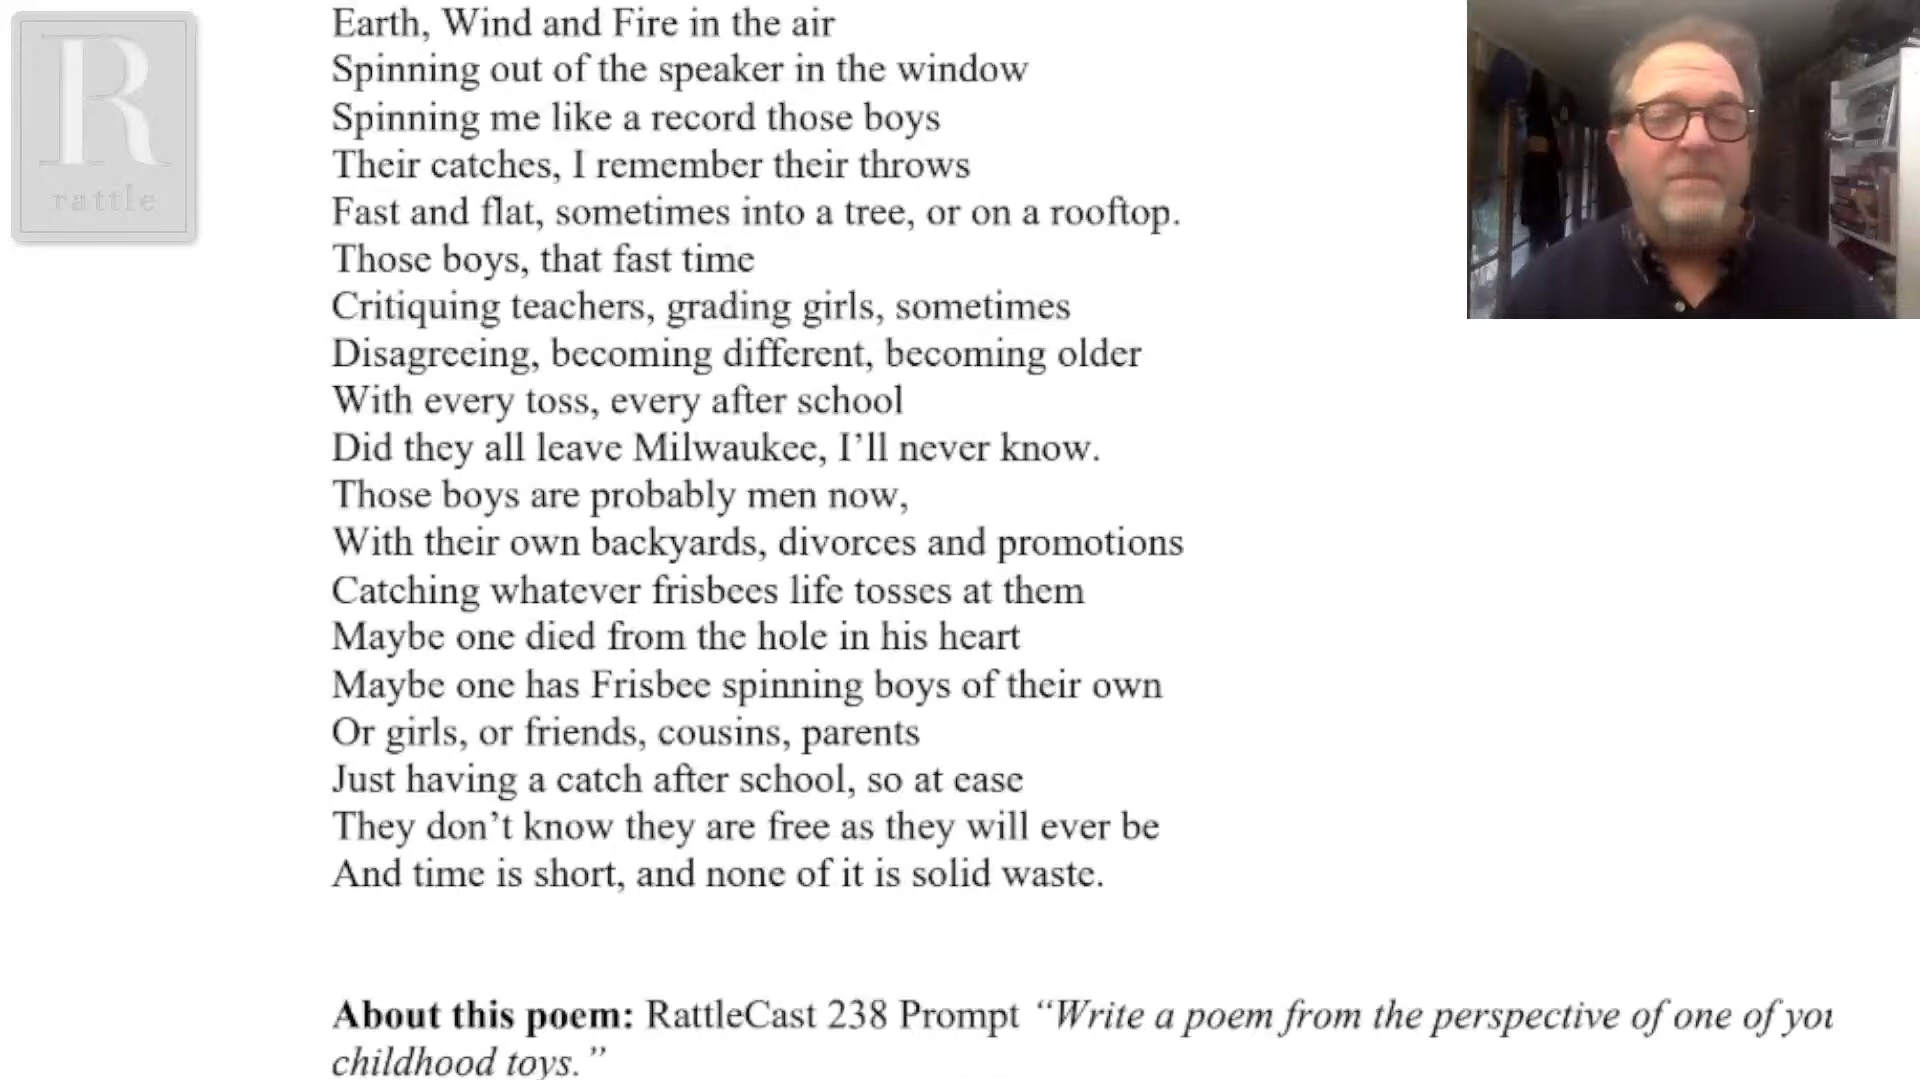 R
rattle
Earth, Wind and Fire in the air
Spinning out of the speaker in the window
Spinning me like a record those boys
Their catches, I remember their throws
Fast and flat, sometimes into a tree, or on a rooftop.
Those boys, that fast time
Critiquing teachers, grading girls, sometimes
Disagreeing, becoming different, becoming older
With every toss, every after school
Did they all leave Milwaukee, I’ll never know.
Those boys are probably men now,
With their own backyards, divorces and promotions
Catching whatever frisbees life tosses at them
Maybe one died from the hole in his heart
Maybe one has Frisbee spinning boys of their own
Or girls, or friends, cousins, parents
Just having a catch after school, so at ease
They don’t know they are free as they will ever be
And time is short, and none of it is solid waste.
About this poem: RattleCast 238 Prompt “Write a poem from the perspective of one of you
childhood toys.”